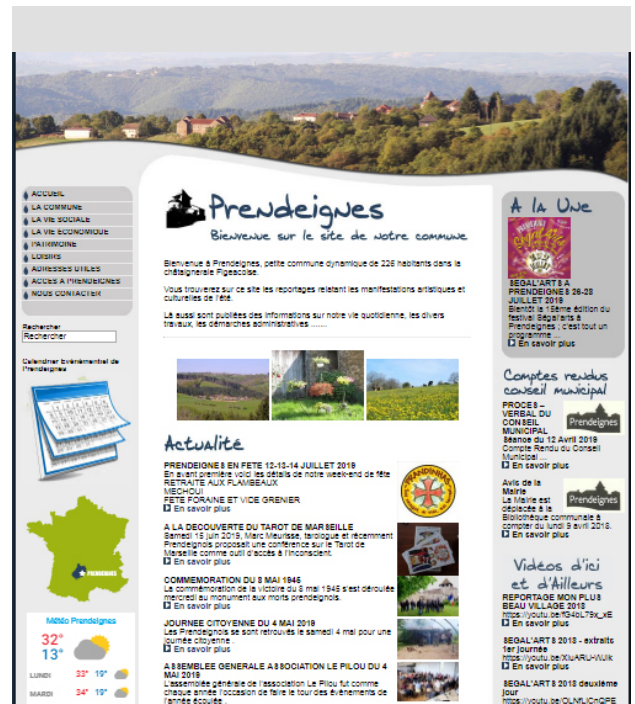 ACCUEIL
LA COMMUNE
LA VIE SOCIALE
LA VIE ECONOMIQUE
PATRIMOINE
LOISIRS
ADRESSES UTILES
ACCES A PRENDEIGNES
NOUS CONTACTER
Rechercher
Rechercher
Calendrier Evènementiel de
Prendeignes
PRENDEIGNES
Météo Prendeignes
32°
13°
LUNDI 33° 19°
MARDI 34° 19°
Prendeignes
Bienvenue sur le site de notre commune
Bienvenue à Prendeignes, petite commune dynamique de 226 habitants dans la
châtaigneraie Figeacoise.
Vous trouverez sur ce site les reportages relatant les manifestations artistiques et
culturelles de l'été.
Là aussi sont publiées des informations sur notre vie quotidienne, les divers
travaux, les démarches administratives .......
Actualité
PRENDEIGNES EN FETE 12-13-14 JUILLET 2019
En avant première voici les détails de notre week-end de fête
RETRAITE AUX FLAMBEAUX
MECHOUI
FETE FORAINE ET VIDE GRENIER
En savoir plus
PRANDINHAS
A LA DECOUVERTE DU TAROT DE MARSEILLE
Samedi 15 juin 2019, Marc Meurisse, tarologue et récemment
Prendeignois proposait une conférence sur le Tarot de
Marseille comme outil d'accès à l'inconscient.
En savoir plus
COMMEMORATION DU 8 MAI 1945
La commémoration de la victoire du 8 mai 1945 s'est déroulée
mercredi au monument aux morts prendeignois.
En savoir plus
JOURNEE CITOYENNE DU 4 MAI 2019
Les Prendeignois se sont retrouvés le samedi 4 mai pour une
journée citoyenne .
En savoir plus
ASSEMBLEE GENERALE ASSOCIATION LE PILOU DU 4
MAI 2019
L'assemblée générale de l'association Le Pilou fut comme
chaque année l'occasion de faire le tour des évènements de
l'année écoulée .
A la Une
SEGAL'ARTS A
PRENDEIGNES 26-28
JUILLET 2019
Bientôt la 15ème édition du
festival Ségal'arts à
Prendeignes ; c'est tout un
programme ...
En savoir plus
Comptes rendus
conseil municipal
PROCES –
VERBAL DU
CONSEIL
MUNICIPAL
Prendeignes
Séance du 12 Avril 2019
Compte Rendu du Conseil
Municipal ...
En savoir plus
Avis de la
Mairie
La Mairie est
déplacée à la
Prendeignes
Bibliothèque communale à
compter du lundi 9 avril 2018.
En savoir plus
Vidéos d'ici
et d'Ailleurs
REPORTAGE MON PLUS
BEAU VILLAGE 2018
En savoir plus
SEGAL'ARTS 2018 - extraits
1er journée
En savoir plus
SEGAL'ARTS 2018 deuxième
jour